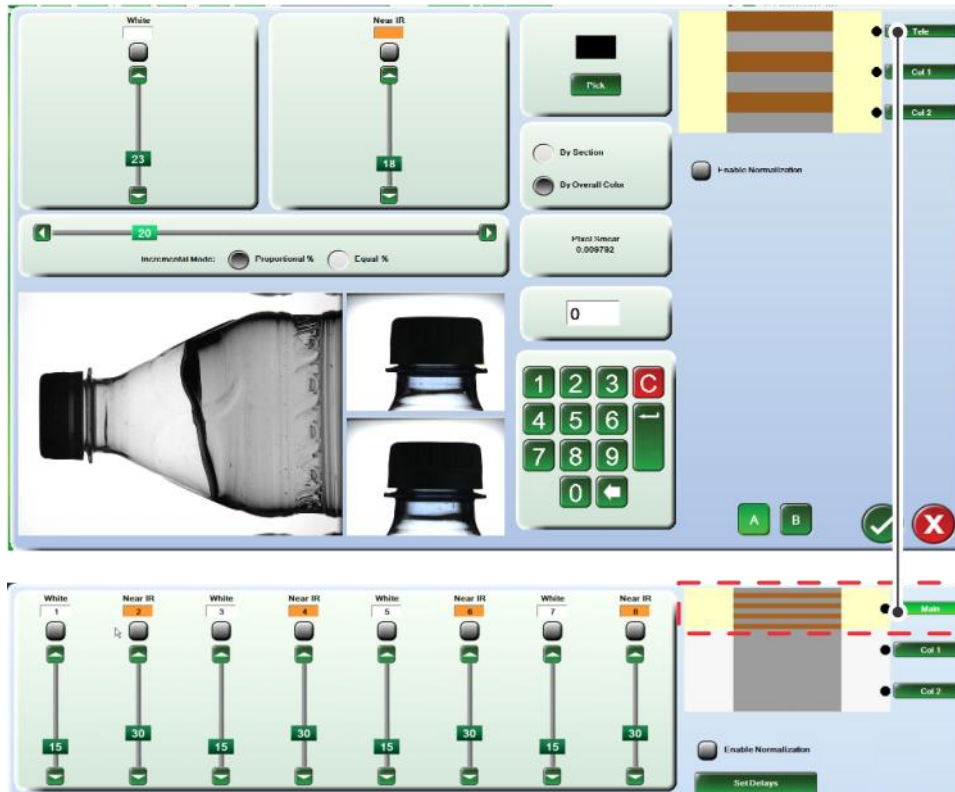 White
Near IR
Tele
Col 1
Col 2
Pick
23
18
By Section
By Overall Color
Enable Normalization
20
Incremental Mode: Proportional % Equal %
Pixel Smear
0.009792
0
1 2 3 C
4 5 6
7 8 9
0
A B X
White Near IR White Near IR White Near IR White Near IR
1 2 3 4 5 6 7 8
Main
Col 1
Col 2
15 30 15 30 15 30 15 30
Enable Normalization
Set Delays